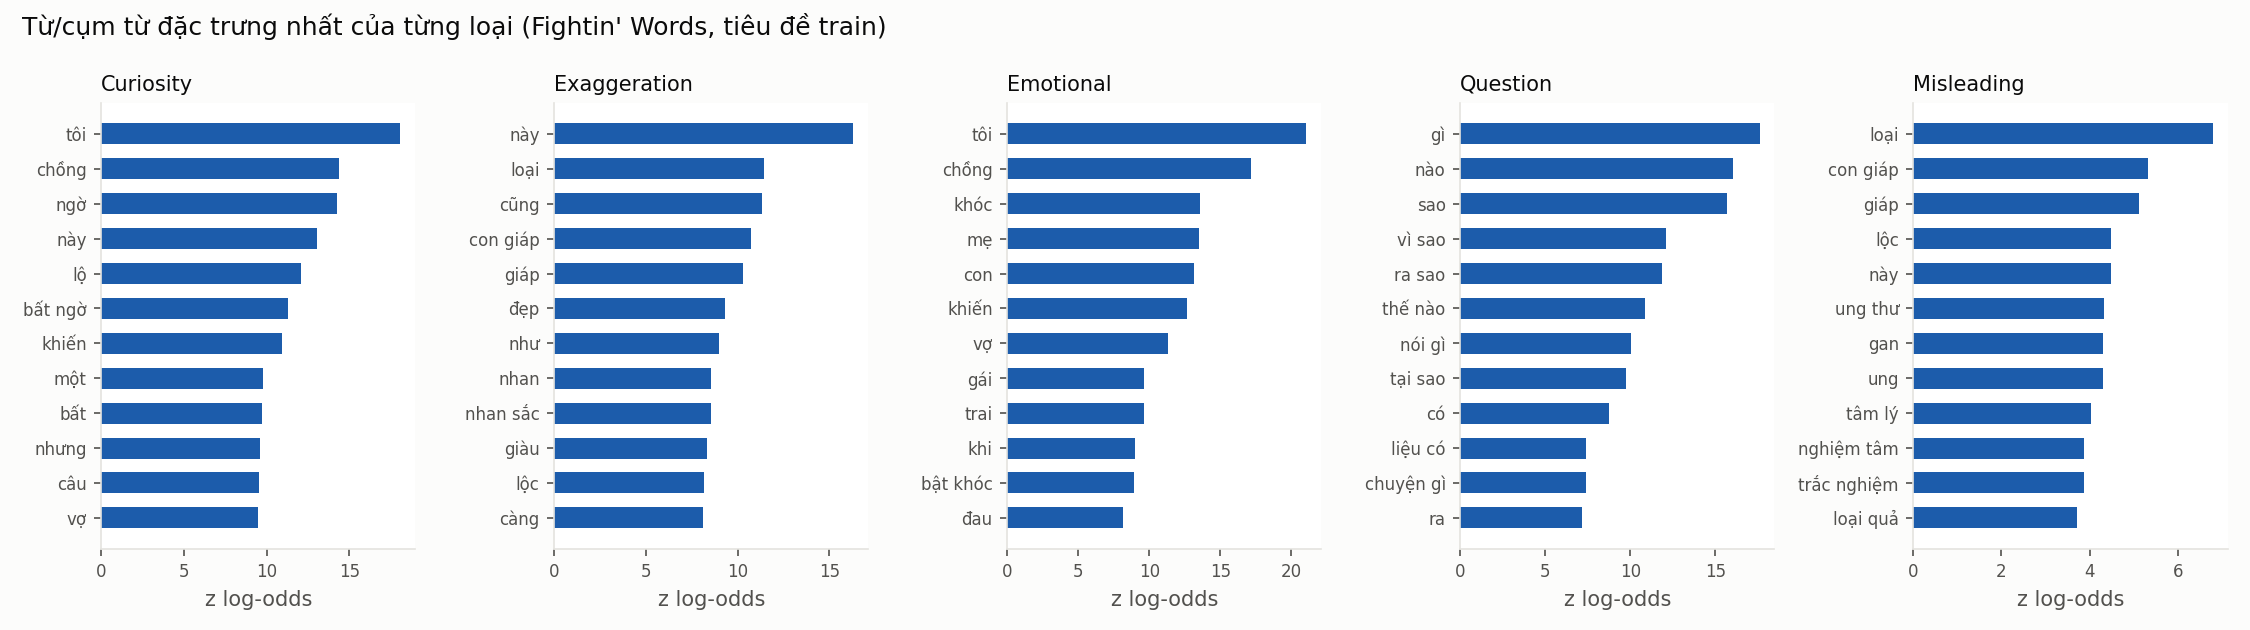 Từ/cụm từ đặc trưng nhất của từng loại (Fightin' Words, tiêu đề train)
Curiosity
tôi
chồng
ngờ
này
lộ
bất ngờ
khiến
một
bất
nhưng
câu
vợ
0 5 10 15
z log-odds
Exaggeration
này
loại
cũng
con giáp
giáp
đẹp
như
nhan
nhan sắc
giàu
lộc
càng
0 5 10 15
z log-odds
Emotional
tôi
chồng
khóc
mẹ
con
khiến
vợ
gái
trai
khi
bật khóc
đau
0 5 10 15 20
z log-odds
Question
gì
nào
sao
vì sao
ra sao
thế nào
nói gì
tại sao
có
liệu có
chuyện gì
ra
0 5 10 15
z log-odds
Misleading
loại
con giáp
giáp
lộc
này
ung thư
gan
ung
tâm lý
nghiệm tâm
trắc nghiệm
loại quả
0 2 4 6
z log-odds